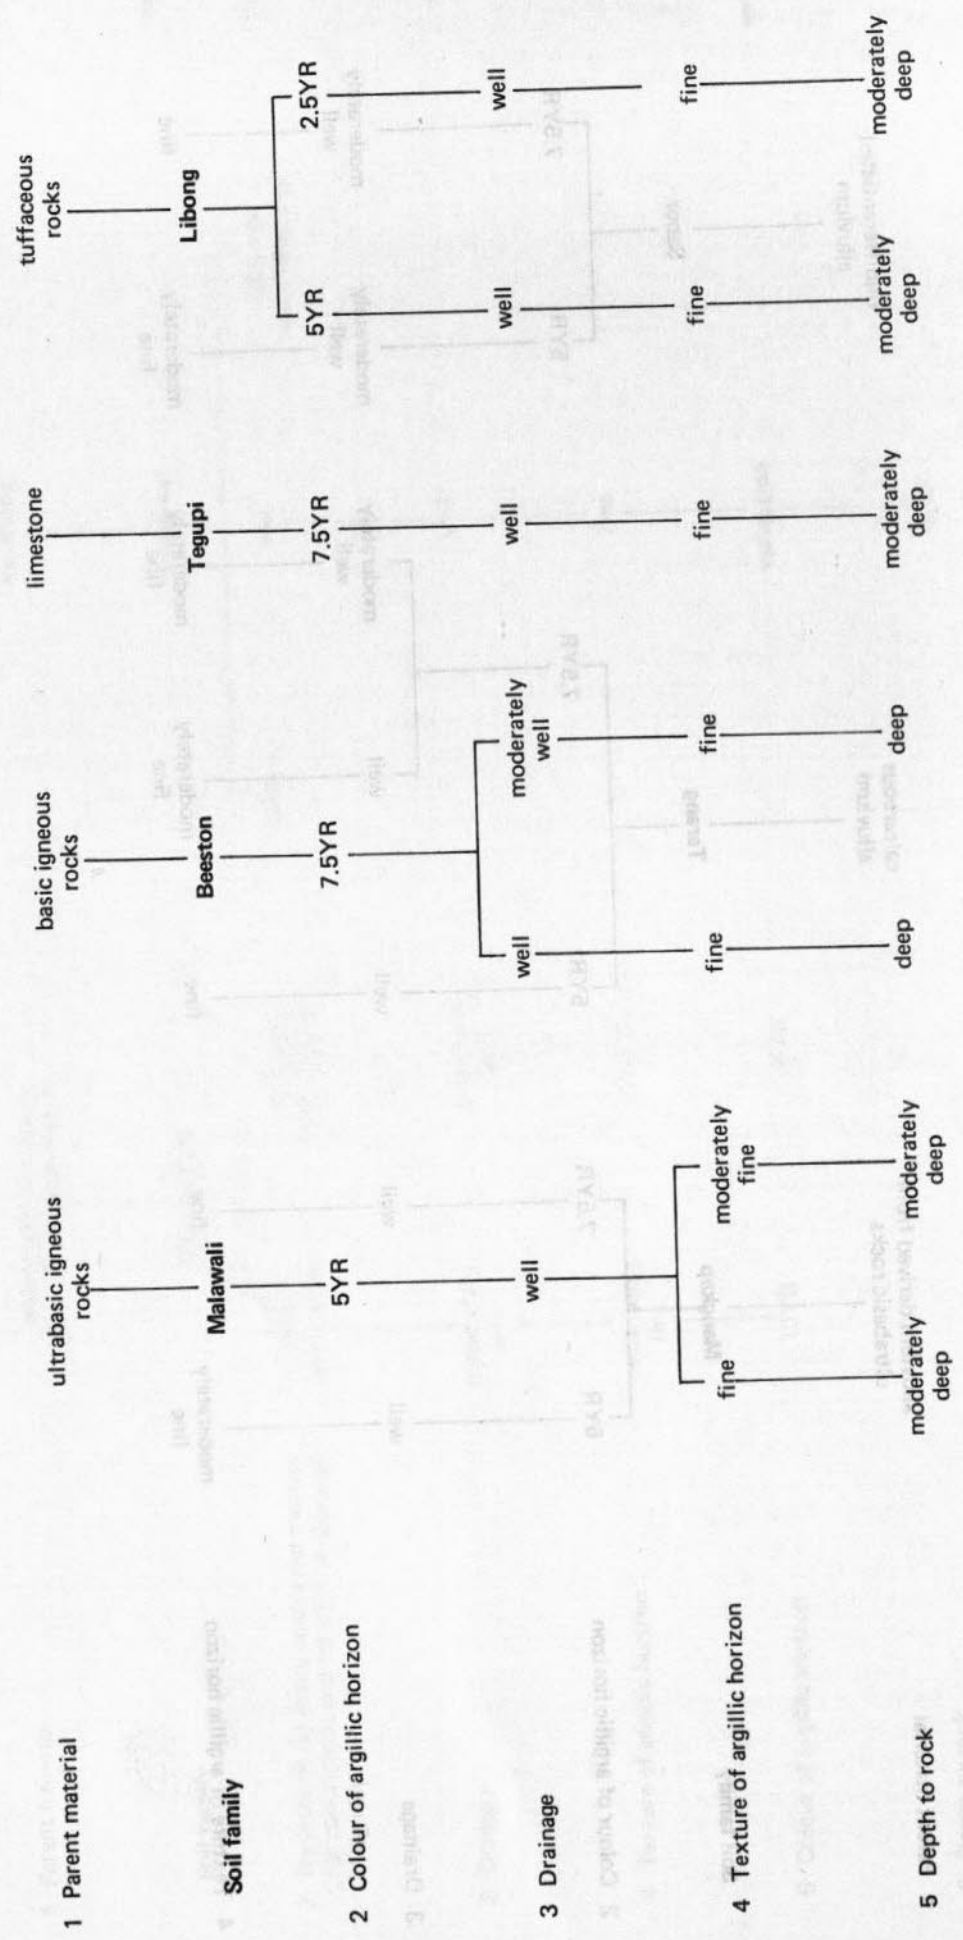 1 Parent material
ultrabasic igneous
rocks
basic igneous
rocks
limestone
tuffaceous
rocks
Soil family
Malawali
Beeston
Tegupi
Libong
2 Colour of argillic horizon
5YR
7.5YR
7.5YR
5YR
2.5YR
3 Drainage
well
well
moderately
well
well
well
well
4 Texture of argillic horizon
fine
moderately
fine
fine
fine
fine
fine
fine
5 Depth to rock
moderately
deep
moderately
deep
deep
deep
moderately
deep
moderately
deep
moderately
deep